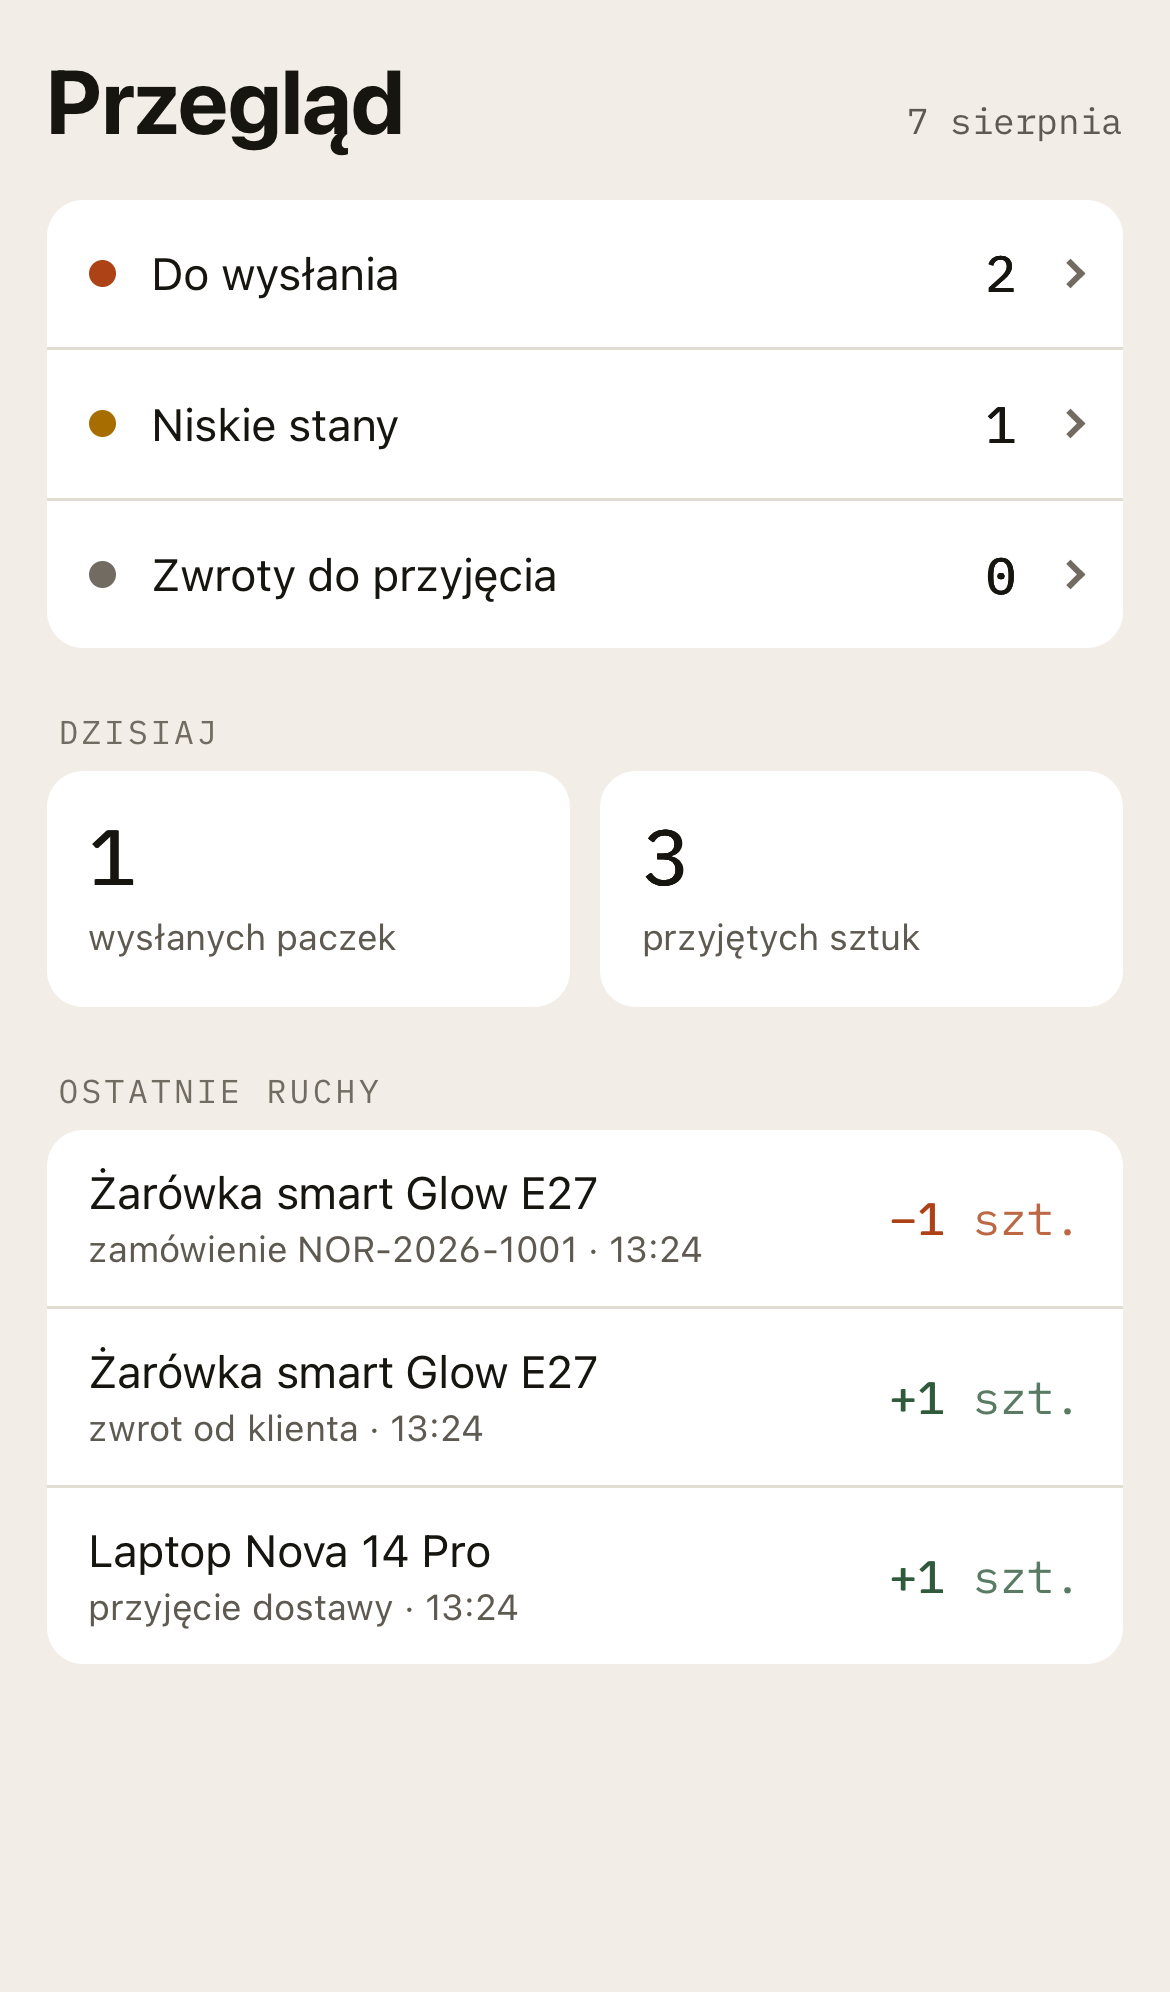 Przegląd
7 sierpnia
Do wysłania 2
Niskie stany 1
Zwroty do przyjęcia 0
DZISIAJ
1
wysłanych paczek
3
przyjętych sztuk
OSTATNIE RUCHY
Żarówka smart Glow E27
zamówienie NOR-2026-1001 · 13:24
−1 szt.
Żarówka smart Glow E27
zwrot od klienta · 13:24
+1 szt.
Laptop Nova 14 Pro
przyjęcie dostawy · 13:24
+1 szt.